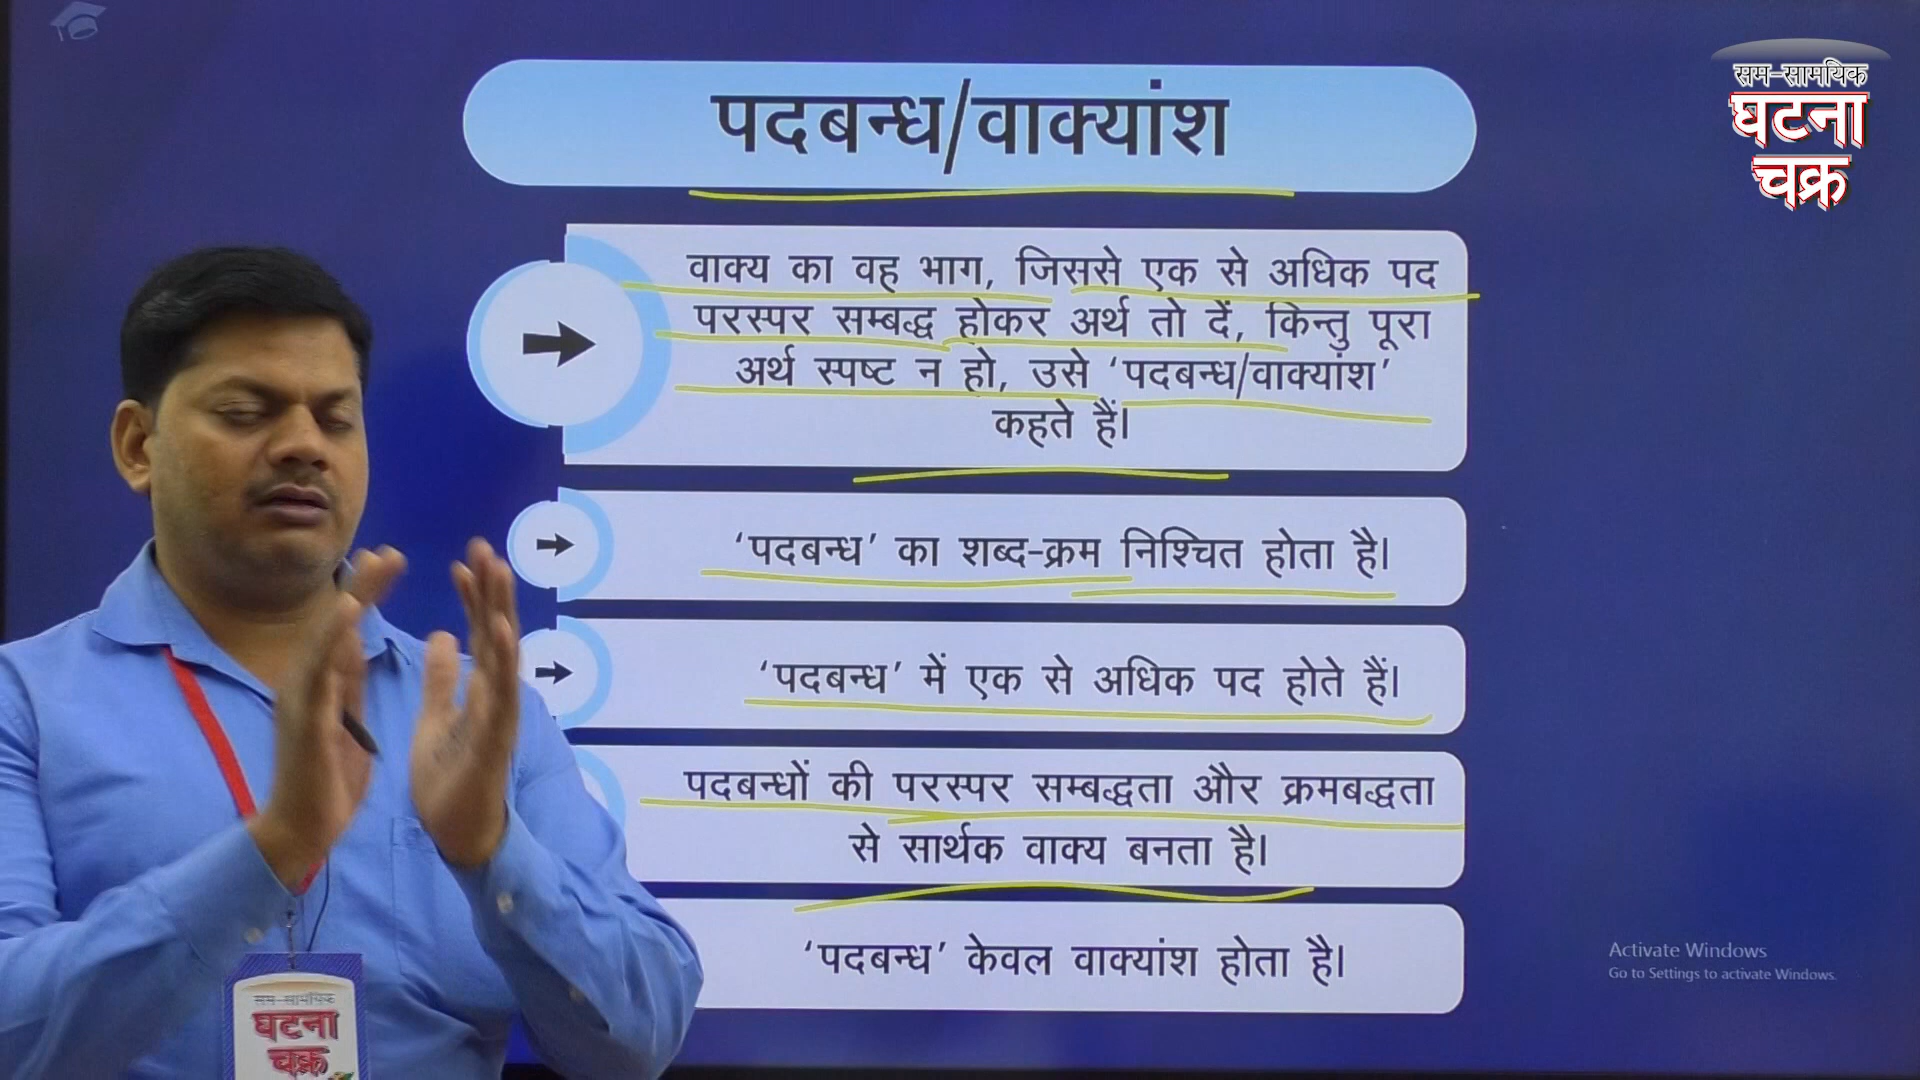 पदबन्ध/वाक्यांश
सम-सामयिक
घटना
चक्र
वाक्य का वह भाग, जिससे एक से अधिक पद
परस्पर सम्बद्ध होकर अर्थ तो दें, किन्तु पूरा
अर्थ स्पष्ट न हो, उसे ‘पदबन्ध/वाक्यांश’
कहते हैं।
‘पदबन्ध’ का शब्द-क्रम निश्चित होता है।
‘पदबन्ध’ में एक से अधिक पद होते हैं।
पदबन्धों की परस्पर सम्बद्धता और क्रमबद्धता
से सार्थक वाक्य बनता है।
‘पदबन्ध’ केवल वाक्यांश होता है।
Activate Windows
Go to Settings to activate Windows.
सम-सामयिक
घटना
चक्र